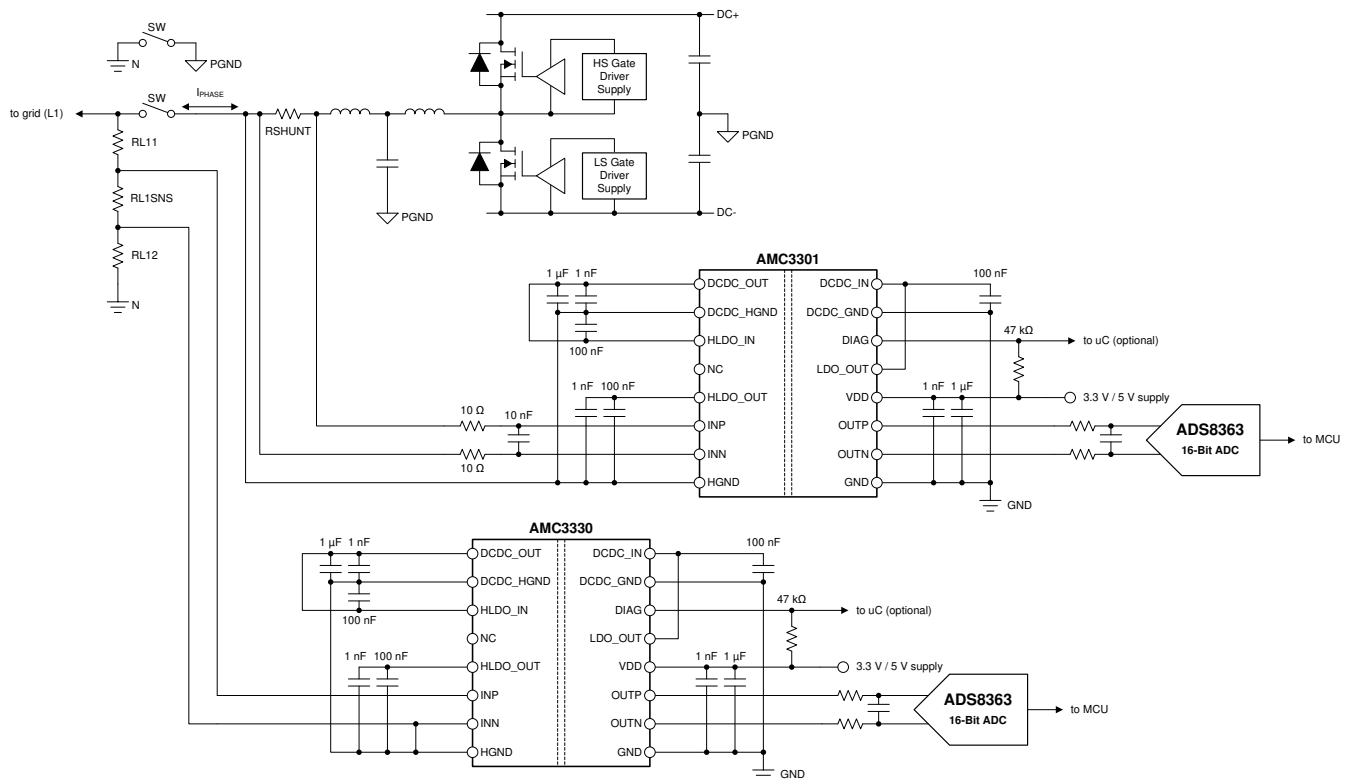 DC+
SW
N
PGND
HS Gate
Driver
Supply
to grid (L1)
SW
IPHASE
RSHUNT
PGND
RL11
LS Gate
Driver
Supply
RL1SNS
PGND
DC-
RL12
N
AMC3301
1 µF 1 nF
100 nF
DCDC_OUT
DCDC_IN
DCDC_HGND
DCDC_GND
47 kΩ
HLDO_IN
DIAG
to uC (optional)
100 nF
NC
LDO_OUT
1 nF 100 nF
HLDO_OUT
VDD
1 nF 1 µF
3.3 V / 5 V supply
10 Ω
10 nF
INP
OUTP
ADS8363
16-Bit ADC
to MCU
10 Ω
INN
OUTN
HGND
GND
GND
AMC3330
1 µF 1 nF
100 nF
DCDC_OUT
DCDC_IN
DCDC_HGND
DCDC_GND
47 kΩ
HLDO_IN
DIAG
to uC (optional)
100 nF
NC
LDO_OUT
1 nF 100 nF
HLDO_OUT
VDD
1 nF 1 µF
3.3 V / 5 V supply
INP
OUTP
ADS8363
16-Bit ADC
to MCU
INN
OUTN
HGND
GND
GND